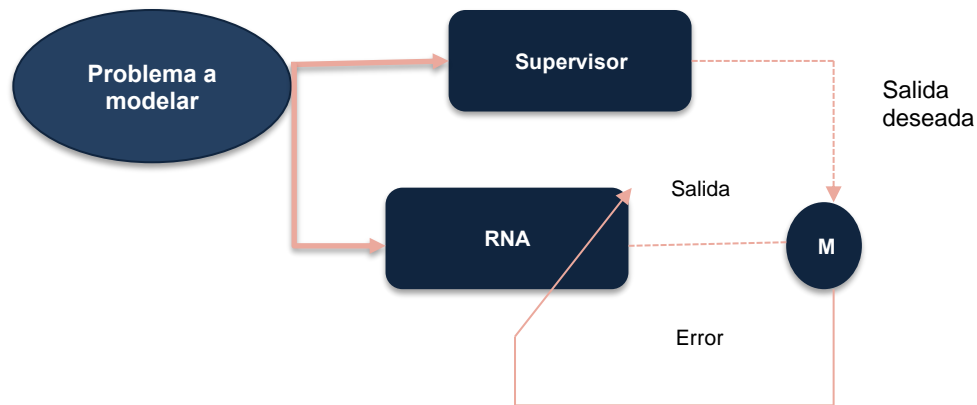 Problema a
modelar
Supervisor
Salida
deseada
Salida
RNA
M
Error